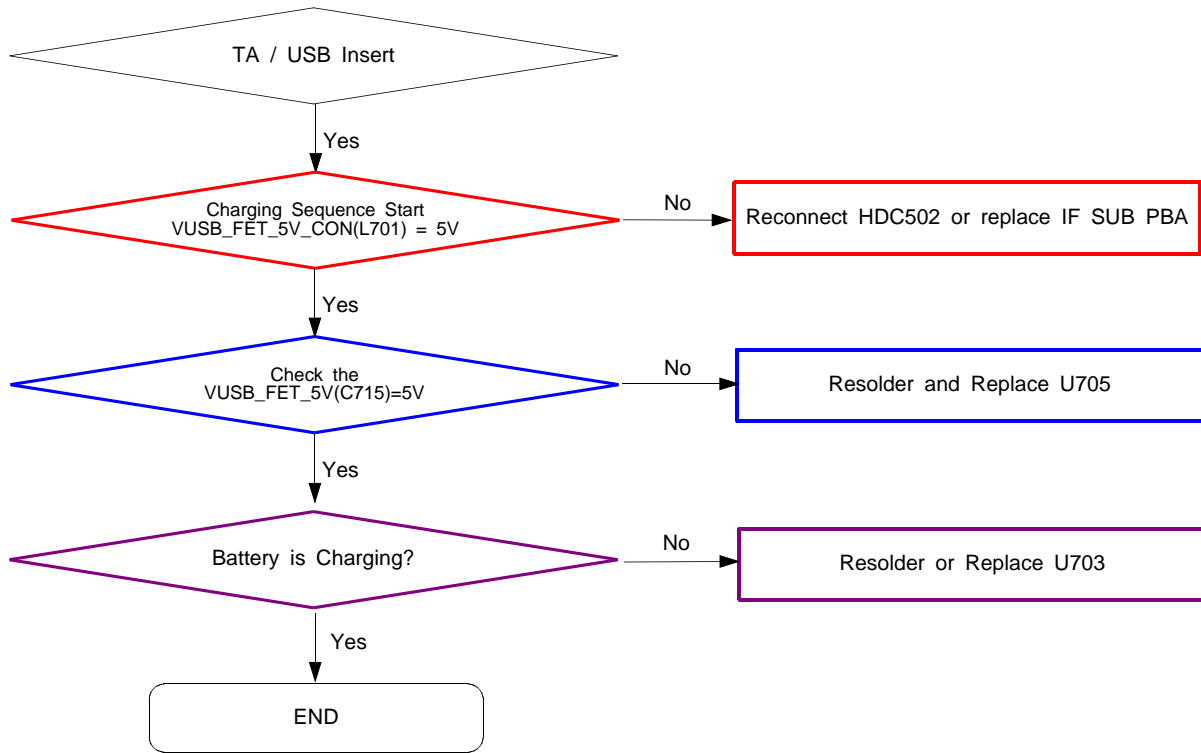 TA / USB Insert
Yes
Charging Sequence Start
VUSB_FET_5V_CON(L701) = 5V
No
Reconnect HDC502 or replace IF SUB PBA
Yes
Check the
VUSB_FET_5V(C715)=5V
No
Resolder and Replace U705
Yes
Battery is Charging?
No
Resolder or Replace U703
Yes
END